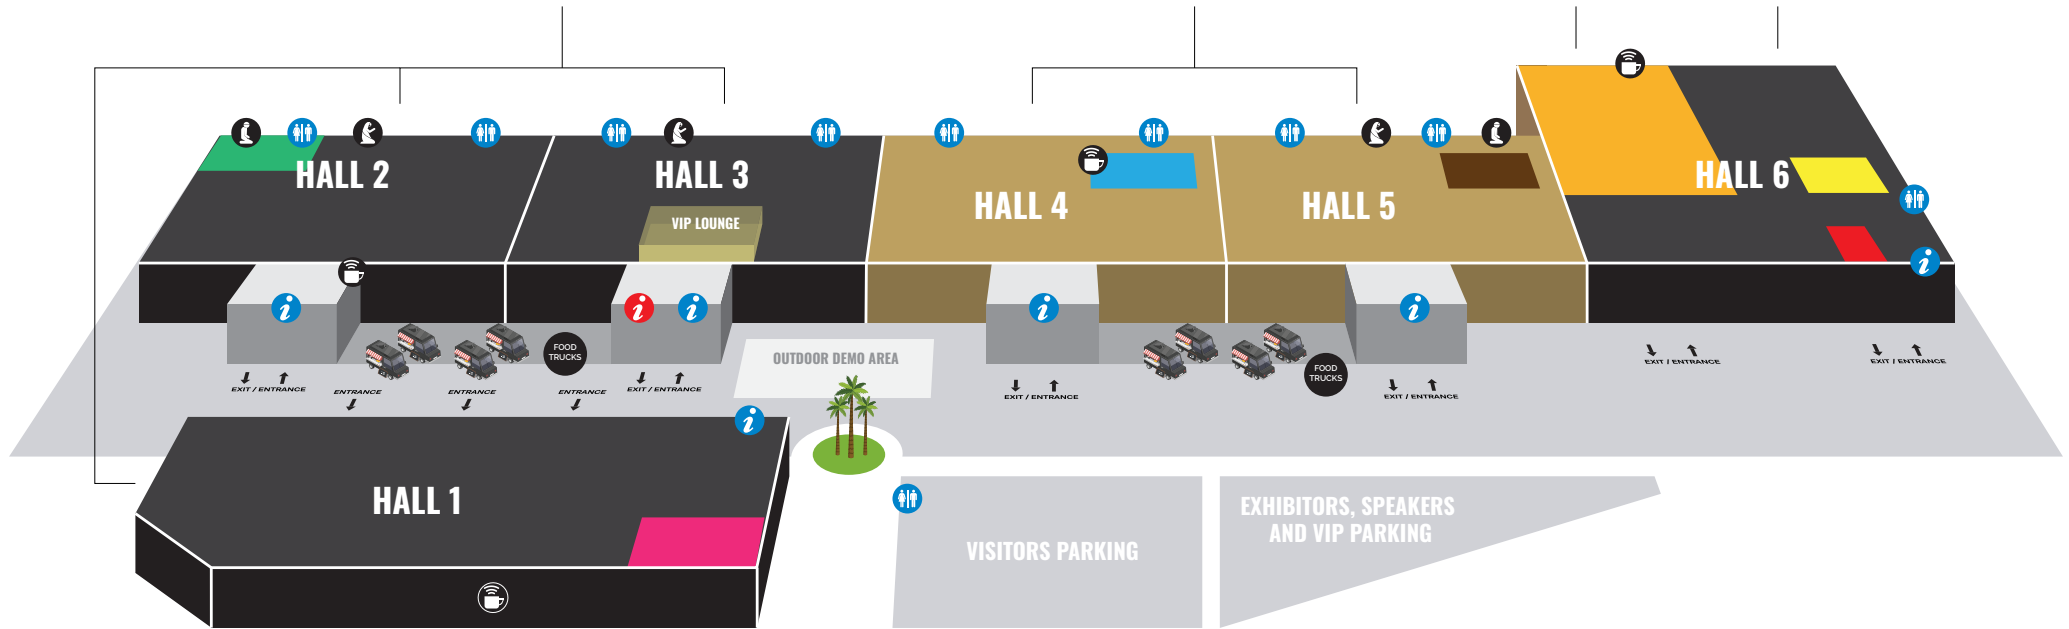 HALL 2
HALL 3
VIP LOUNGE
HALL 4
HALL 5
HALL 6
i
i
i
i
i
i
FOOD
TRUCKS
OUTDOOR DEMO AREA
FOOD
TRUCKS
EXIT / ENTRANCE
EXIT / ENTRANCE
EXIT / ENTRANCE
ENTRANCE
ENTRANCE
ENTRANCE
EXIT / ENTRANCE
EXIT / ENTRANCE
EXIT / ENTRANCE
i
HALL 1
EXHIBITORS, SPEAKERS
AND VIP PARKING
VISITORS PARKING